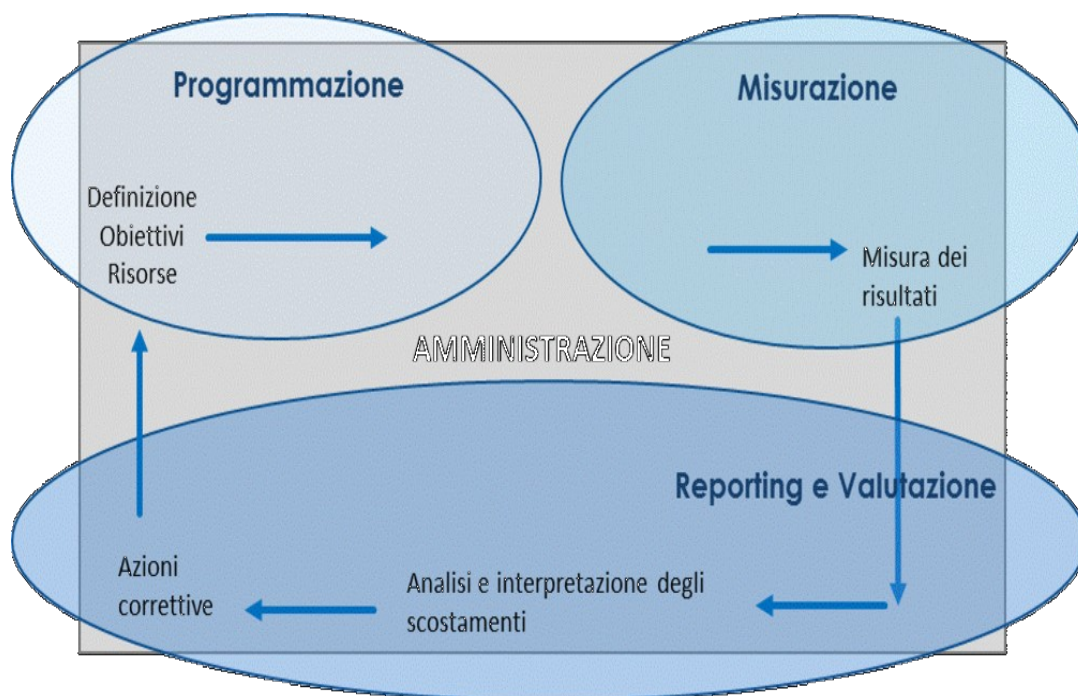 Programmazione
Misurazione
Definizione
Obiettivi
Risorse
Misura dei
risultati
AMMINISTRAZIONE
Reporting e Valutazione
Azioni
correttive
Analisi e interpretazione degli
scostamenti